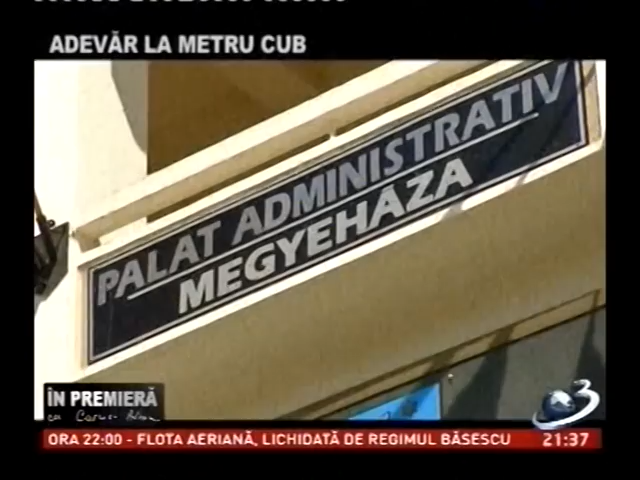 ADEVĂR LA METRU CUB
PALAT ADMINISTRATIV
MEGYEHÁZA
ÎN PREMIERĂ
3
ORA 22:00 - FLOTA AERIANĂ, LICHIDATĂ DE REGIMUL BĂSESCU
21:37